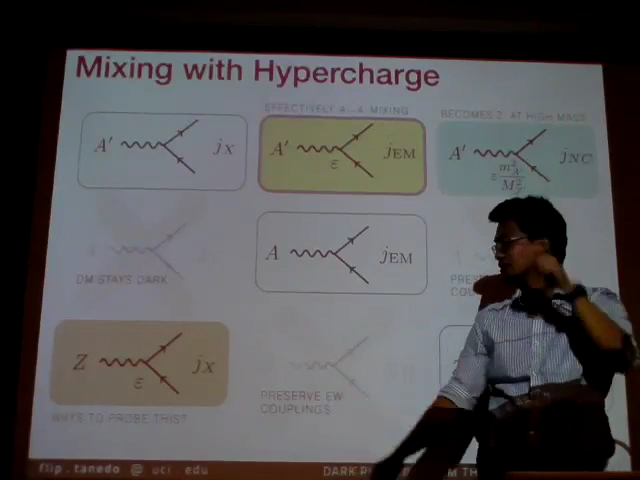 Mixing with Hypercharge
EFFECTIVELY A–A' MIXING
BECOMES Z AT HIGH MASS
A' jX
A' ε jEM
A' jNC
DM STAYS DARK
A jEM
Z ε jX
WAYS TO PROBE THIS?
PRESERVE EW
COUPLINGS
flip.tanedo @ uci.edu